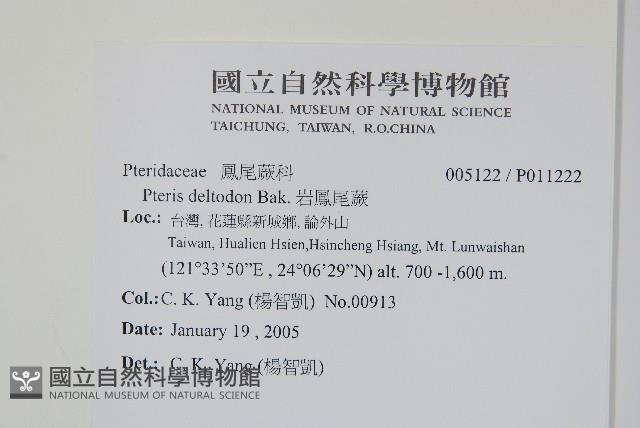 國立自然科學博物館
NATIONAL MUSEUM OF NATURAL SCIENCE
TAICHUNG, TAIWAN, R.O.CHINA
Pteridaceae 鳳尾蕨科 005122 / P011222
Pteris deltodon Bak. 岩鳳尾蕨
Loc.: 台灣, 花蓮縣新城鄉, 論外山
Taiwan, Hualien Hsien,Hsincheng Hsiang, Mt. Lunwaishan
(121°33'50"E , 24°06'29"N) alt. 700 -1,600 m.
Col.: C. K. Yang (楊智凱) No.00913
Date: January 19 , 2005
Det.: C. K. Yang (楊智凱)
國立自然科學博物館
NATIONAL MUSEUM OF NATURAL SCIENCE